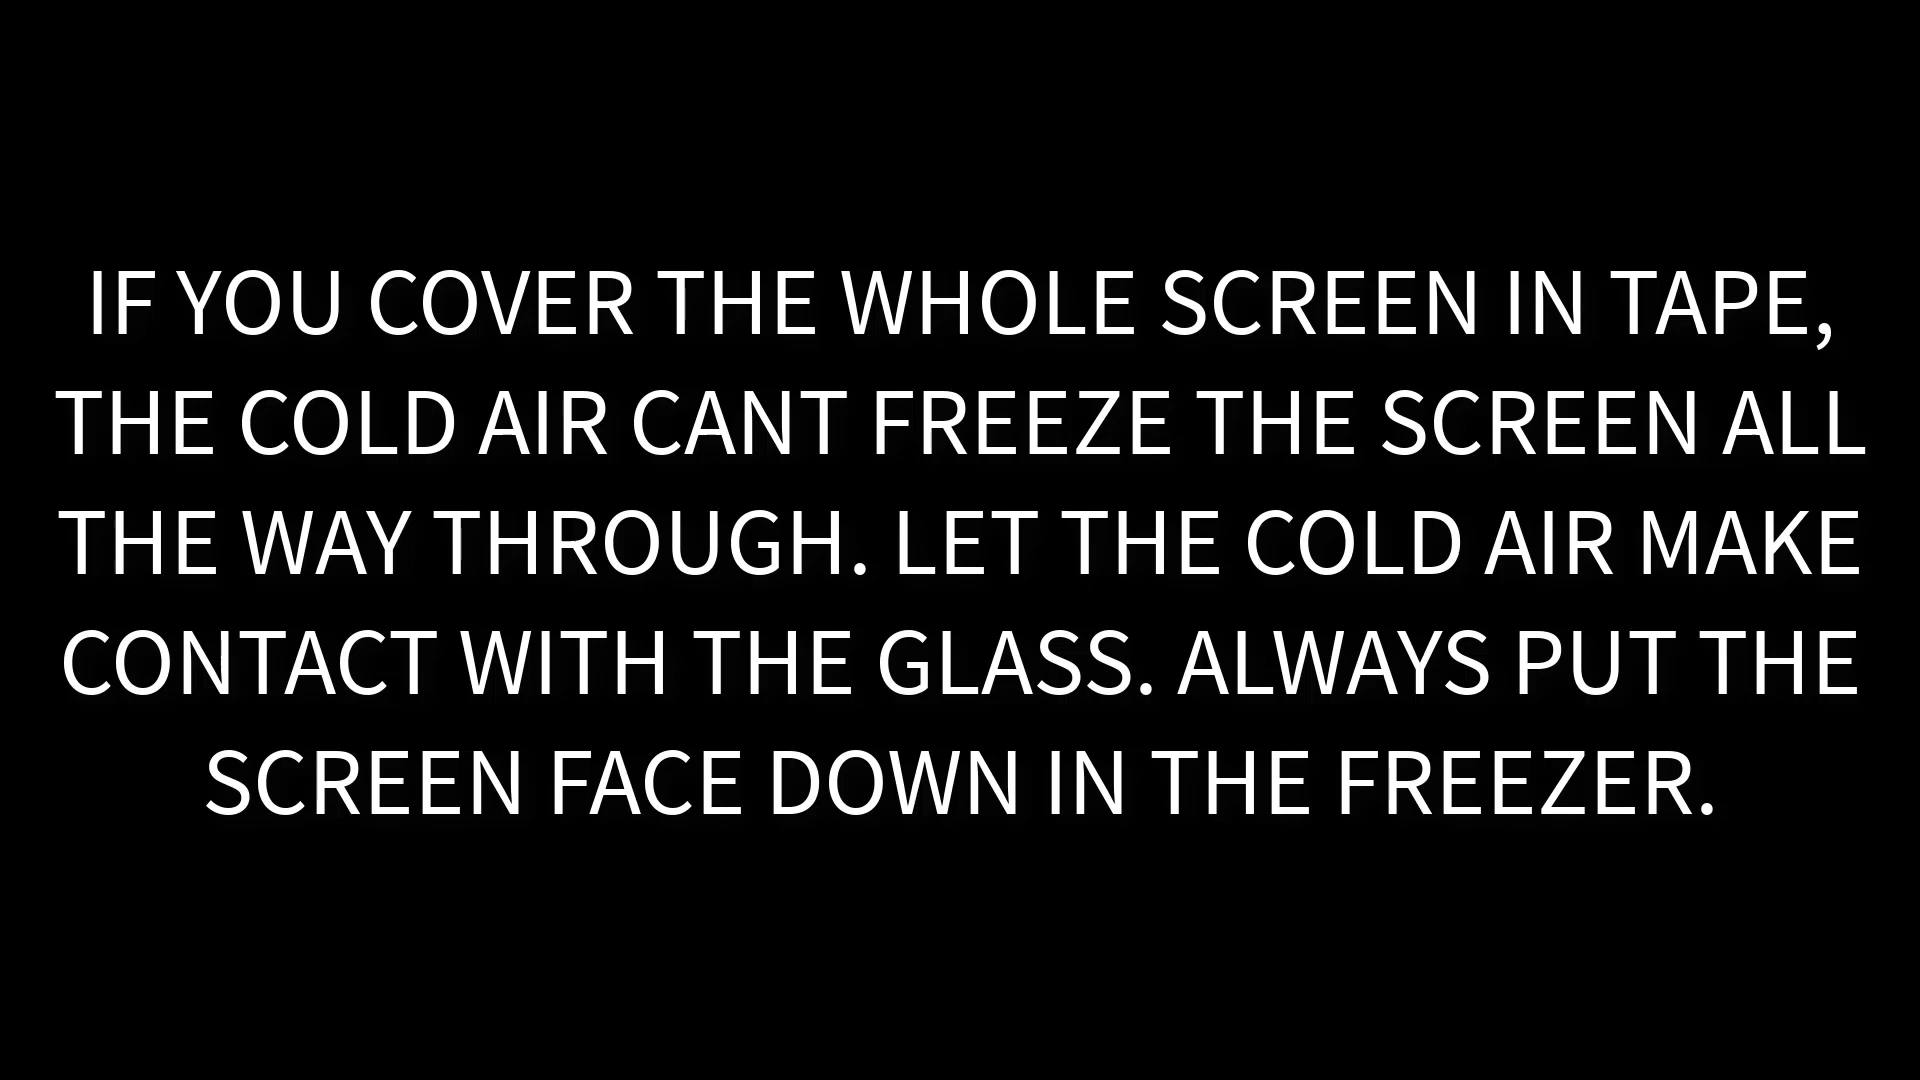 IF YOU COVER THE WHOLE SCREEN IN TAPE,
THE COLD AIR CANT FREEZE THE SCREEN ALL
THE WAY THROUGH. LET THE COLD AIR MAKE
CONTACT WITH THE GLASS. ALWAYS PUT THE
SCREEN FACE DOWN IN THE FREEZER.